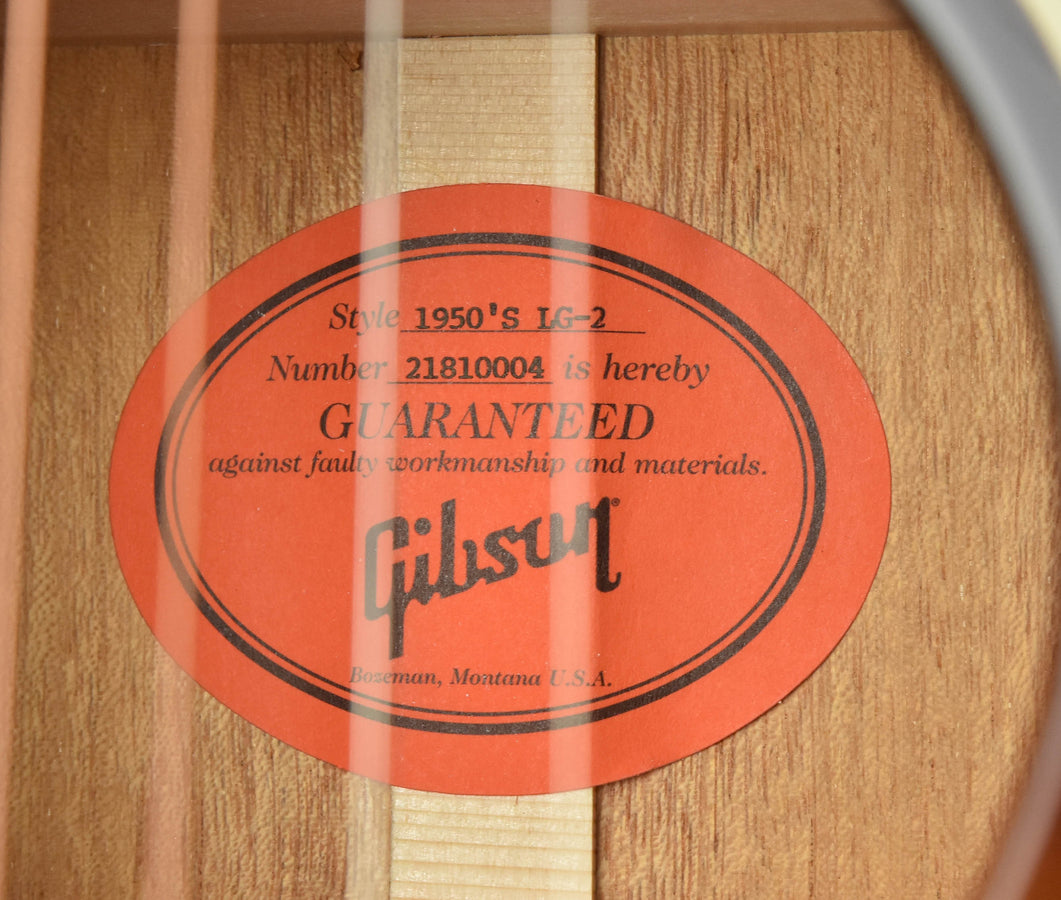 Style 1950'S LG-2
Number 21810004 is hereby
GUARANTEED
against faulty workmanship and materials.
Gibson®
Bozeman, Montana U.S.A.